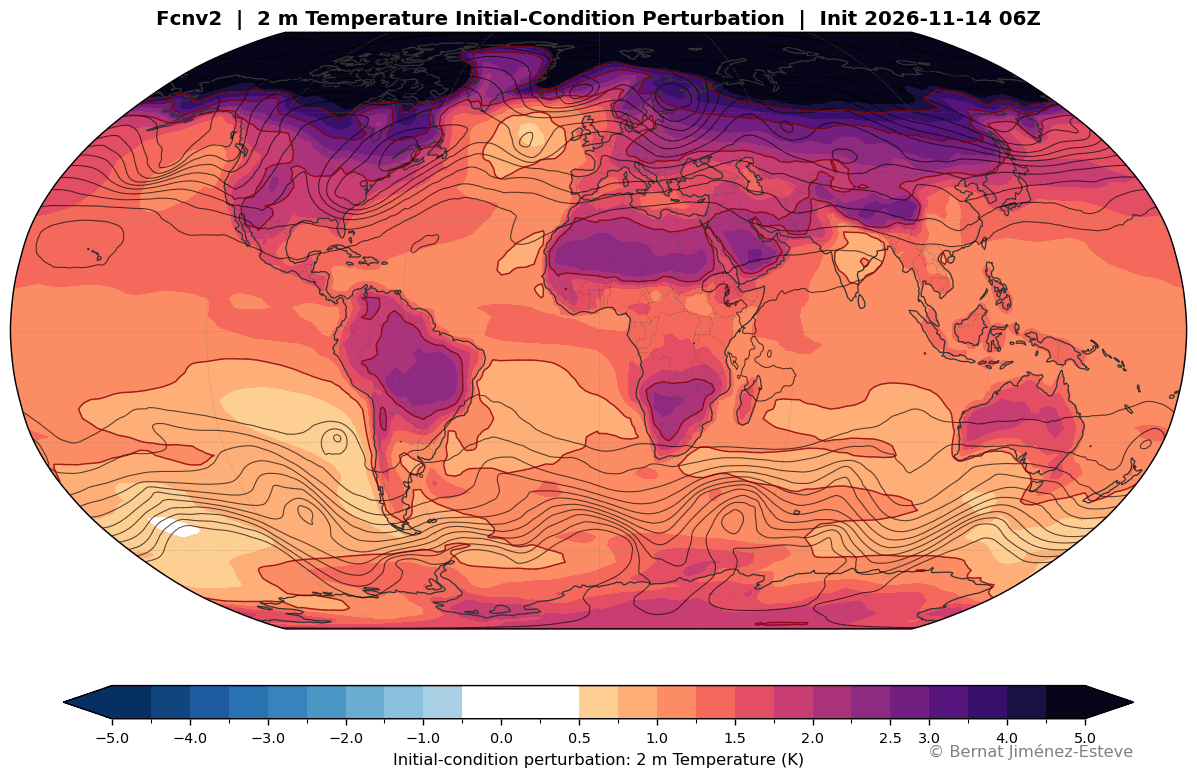 Fcnv2 | 2 m Temperature Initial-Condition Perturbation | Init 2026-11-14 06Z
−5.0 −4.0 −3.0 −2.0 −1.0 0.0 0.5 1.0 1.5 2.0 2.5 3.0 4.0 5.0
© Bernat Jiménez-Esteve
Initial-condition perturbation: 2 m Temperature (K)